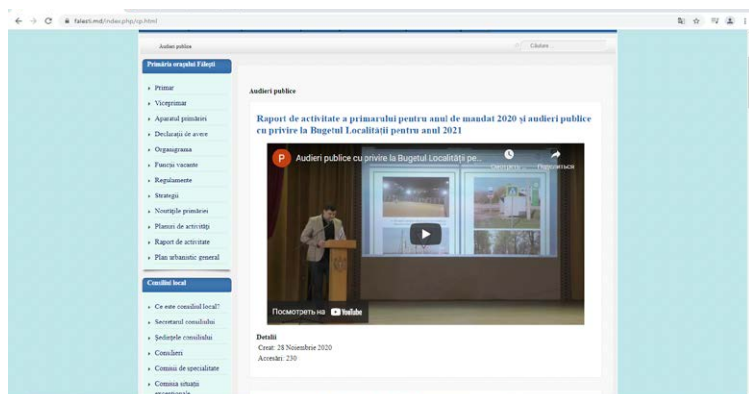 falesti.md/index.php/op.html
Audieri publice
Căutare...
Primăria orașului Fălești
Primar
Viceprimar
Aparatul primăriei
Declarații de avere
Organigrama
Funcții vacante
Regulamente
Strategii
Noutățile primăriei
Planuri de activități
Raport de activitate
Plan urbanistic general
Consiliul local
Ce este consiliul local?
Secretarul consiliului
Ședințele consiliului
Consilieri
Comisii de specialitate
Comisia situații
excepționale
Audieri publice
Raport de activitate a primarului pentru anul de mandat 2020 și audieri publice
cu privire la Bugetul Localității pentru anul 2021
P
Audieri publice cu privire la Bugetul Localității pe...
Поделиться
Посмотреть на YouTube
Detalii
Creat: 28 Noiembrie 2020
Accesări: 230